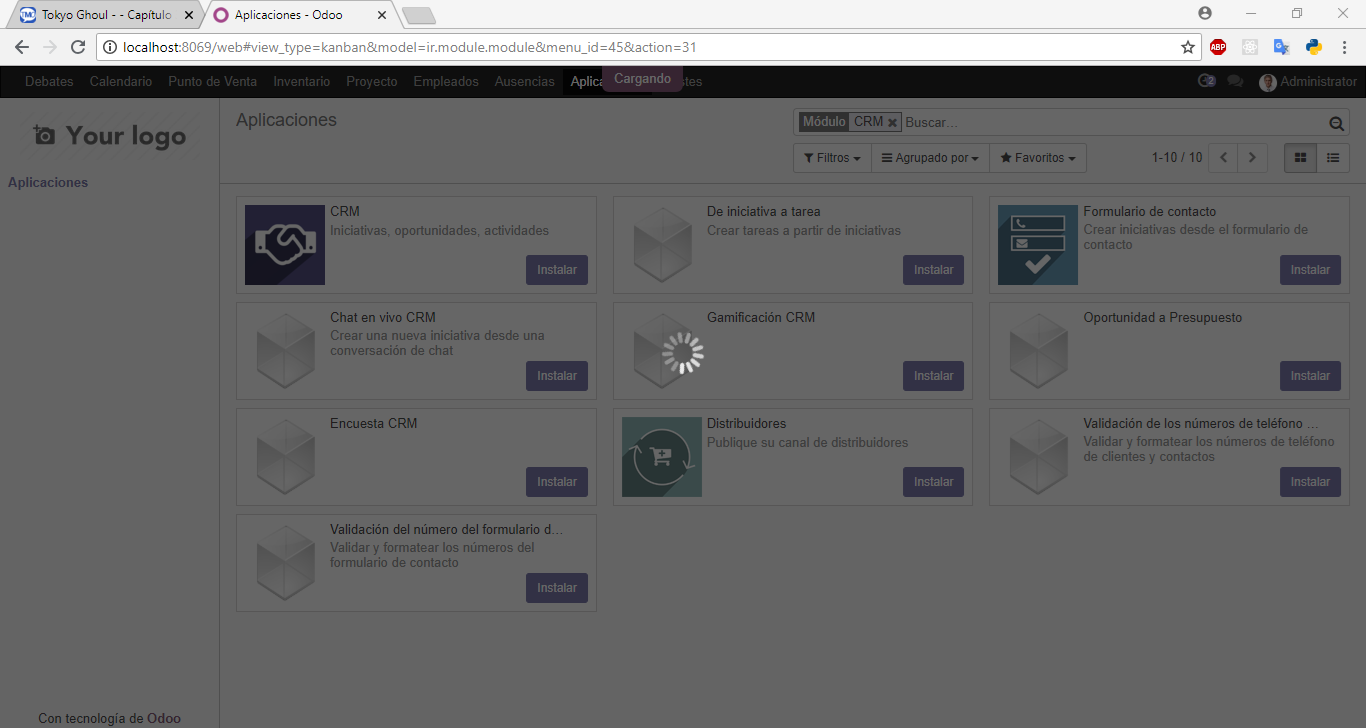 Tokyo Ghoul - - Capítulo
Aplicaciones - Odoo
localhost:8069/web#view_type=kanban&model=ir.module.module&menu_id=45&action=31
ABP
Debates Calendario Punto de Venta Inventario Proyecto Empleados Ausencias Aplica Cargando tes 2 Administrator
Your logo
Aplicaciones
Aplicaciones
Módulo CRM Buscar...
Filtros Agrupado por Favoritos 1-10 / 10
CRM
Iniciativas, oportunidades, actividades
Instalar
De iniciativa a tarea
Crear tareas a partir de iniciativas
Instalar
Formulario de contacto
Crear iniciativas desde el formulario de
contacto
Instalar
Chat en vivo CRM
Crear una nueva iniciativa desde una
conversación de chat
Instalar
Gamificación CRM
Instalar
Oportunidad a Presupuesto
Instalar
Encuesta CRM
Instalar
Distribuidores
Publique su canal de distribuidores
Instalar
Validación de los números de teléfono ...
Validar y formatear los números de teléfono
de clientes y contactos
Instalar
Validación del número del formulario d...
Validar y formatear los números del
formulario de contacto
Instalar
Con tecnología de Odoo